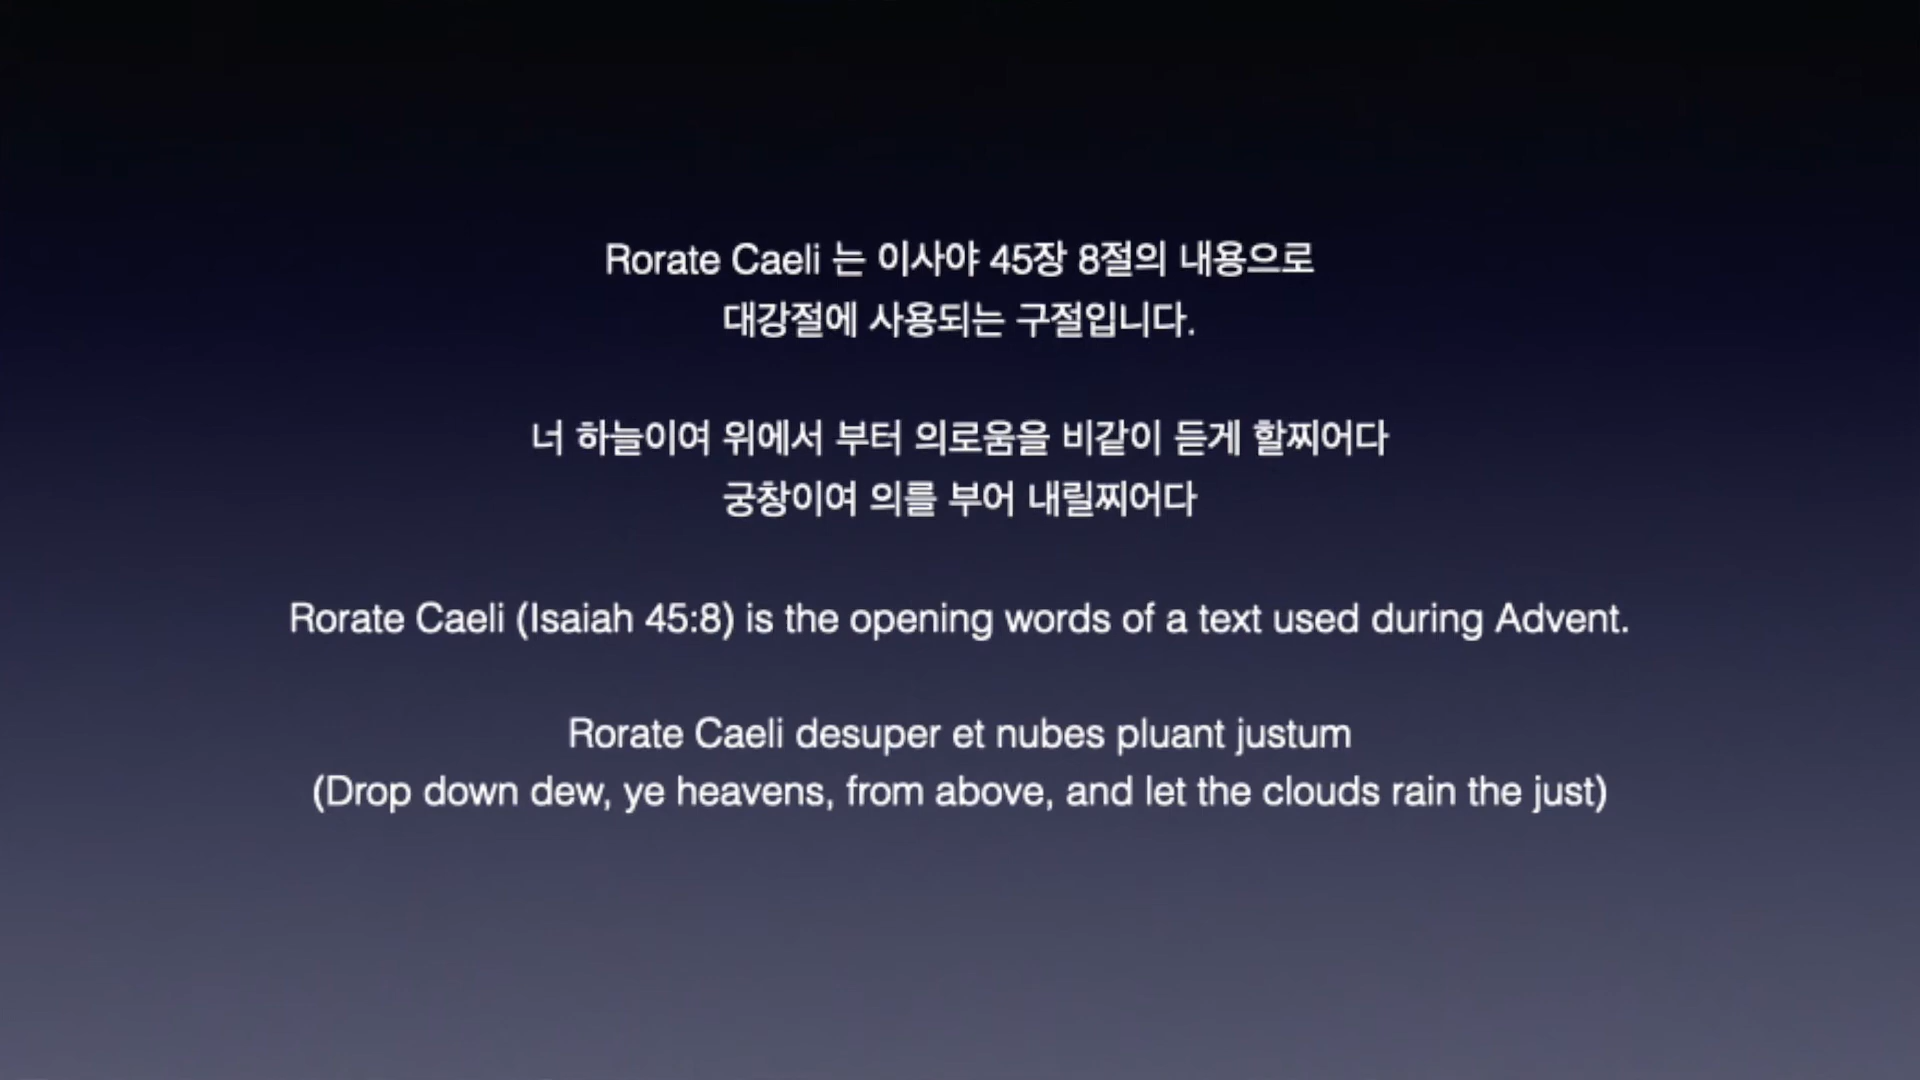 Rorate Caeli 는 이사야 45장 8절의 내용으로
대강절에 사용되는 구절입니다.
너 하늘이여 위에서 부터 의로움을 비같이 듣게 할찌어다
궁창이여 의를 부어 내릴찌어다
Rorate Caeli (Isaiah 45:8) is the opening words of a text used during Advent.
Rorate Caeli desuper et nubes pluant justum
(Drop down dew, ye heavens, from above, and let the clouds rain the just)